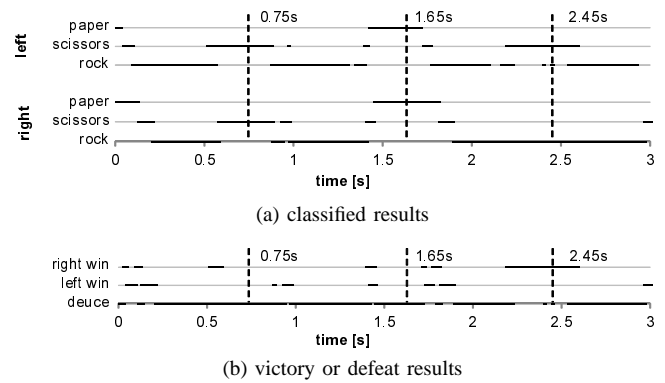 0.75s 1.65s 2.45s
left
paper
scissors
rock
right
paper
scissors
rock
0 0.5 1 1.5 2 2.5 3
time [s]
(a) classified results
0.75s 1.65s 2.45s
right win
left win
deuce
0 0.5 1 1.5 2 2.5 3
time [s]
(b) victory or defeat results